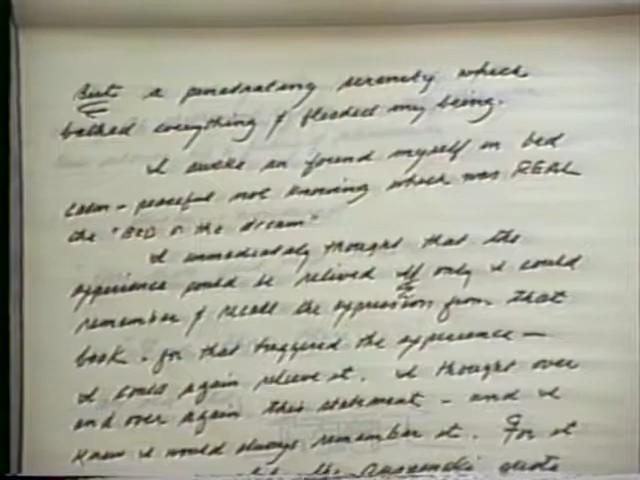 But a penetrating serenity which
bathed everything & flooded my being.
I awoke an found myself in bed
calm - peaceful not knowing which was REAL
the "BED or the dream"
I immediately thought that the
experience could be relived if only I could
remember & recall the expression from that
book - for that triggered the experience -
I could again relieve it. I thought over
and over again this statement - and I
knew I would always remember it. For it
the quote